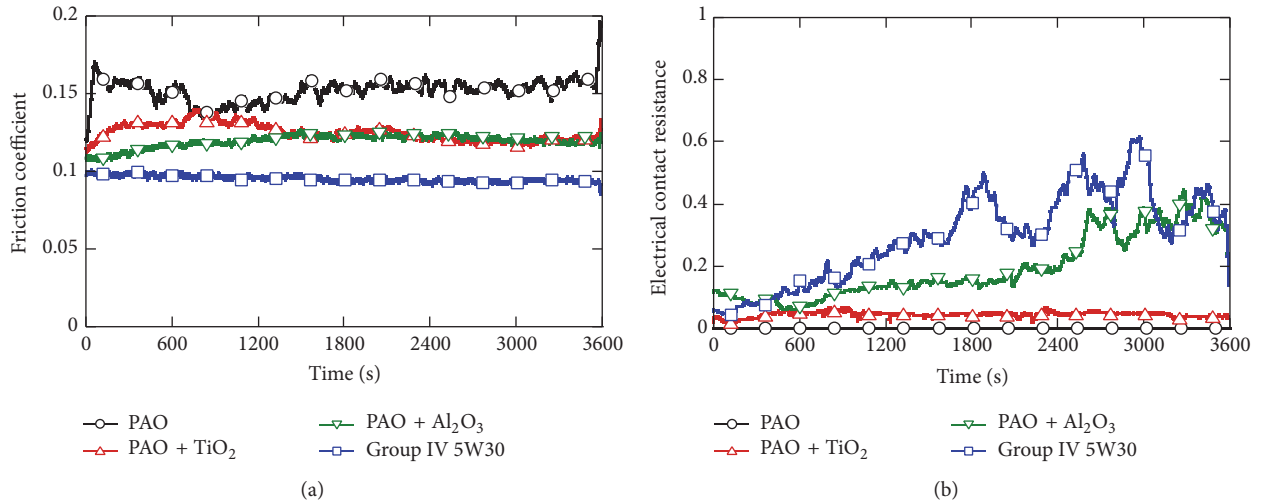 0.2
0.15
0.1
0.05
0
Friction coefficient
0 600 1200 1800 2400 3000 3600
Time (s)
PAO
PAO + TiO₂
PAO + Al₂O₃
Group IV 5W30
(a)
1
0.8
0.6
0.4
0.2
0
Electrical contact resistance
0 600 1200 1800 2400 3000 3600
Time (s)
PAO
PAO + TiO₂
PAO + Al₂O₃
Group IV 5W30
(b)